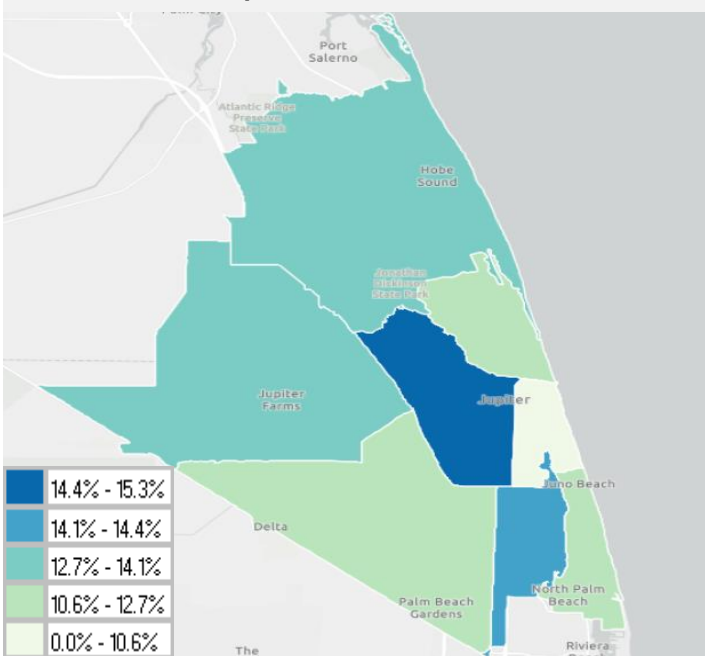 Port
Salerno
Atlantic Ridge
Preserve
State Park
Hobe
Sound
Jonathan
Dickinson
State Park
Jupiter
Farms
Jupiter
Juno Beach
Delta
Palm Beach
Gardens
North Palm
Beach
The
Riviera
14.4% - 15.3%
14.1% - 14.4%
12.7% - 14.1%
10.6% - 12.7%
0.0% - 10.6%